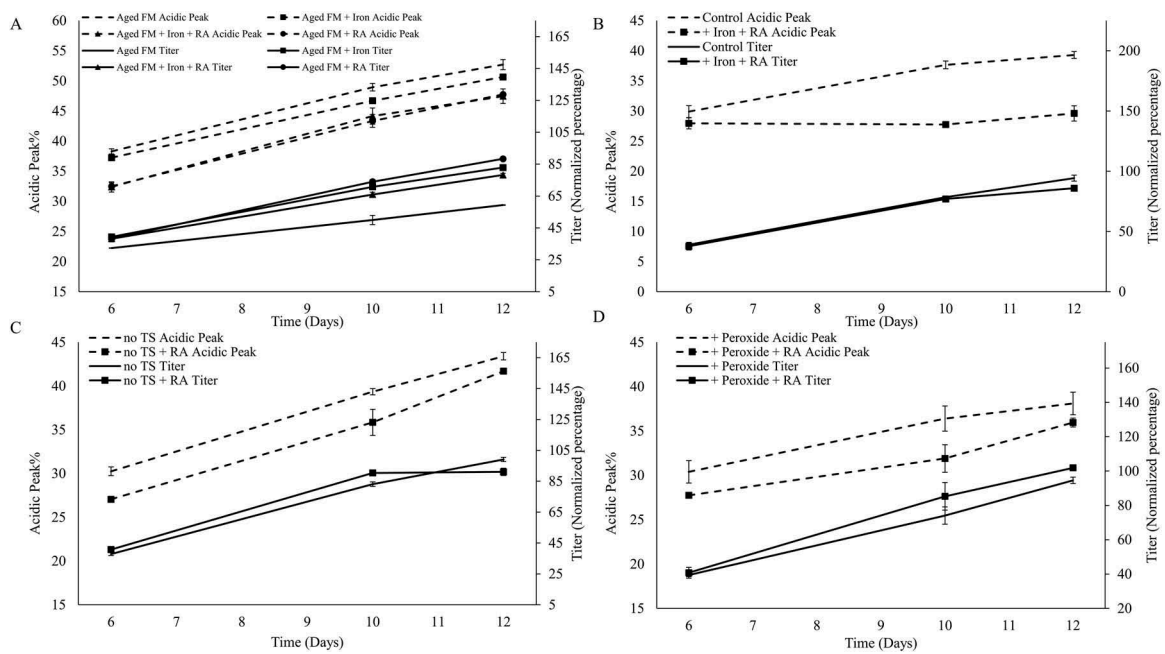 A
Aged FM Acidic Peak
Aged FM + Iron Acidic Peak
Aged FM + Iron + RA Acidic Peak
Aged FM + RA Acidic Peak
Aged FM Titer
Aged FM + Iron Titer
Aged FM + Iron + RA Titer
Aged FM + RA Titer
60
55
50
45
40
35
30
25
20
15
Acidic Peak%
165
145
125
105
85
65
45
25
5
Titer (Normalized percentage)
6 7 8 9 10 11 12
Time (Days)
B
Control Acidic Peak
+ Iron + RA Acidic Peak
Control Titer
+ Iron + RA Titer
45
40
35
30
25
20
15
10
5
0
Acidic Peak%
200
150
100
50
0
Titer (Normalized percentage)
6 7 8 9 10 11 12
Time (Days)
C
no TS Acidic Peak
no TS + RA Acidic Peak
no TS Titer
no TS + RA Titer
45
40
35
30
25
20
15
Acidic Peak%
165
145
125
105
85
65
45
25
5
Titer (Normalized percentage)
6 7 8 9 10 11 12
Time (Days)
D
+ Peroxide Acidic Peak
+ Peroxide + RA Acidic Peak
+ Peroxide Titer
+ Peroxide + RA Titer
45
40
35
30
25
20
15
Acidic Peak%
160
140
120
100
80
60
40
20
Titer (Normalized percentage)
6 7 8 9 10 11 12
Time (Days)